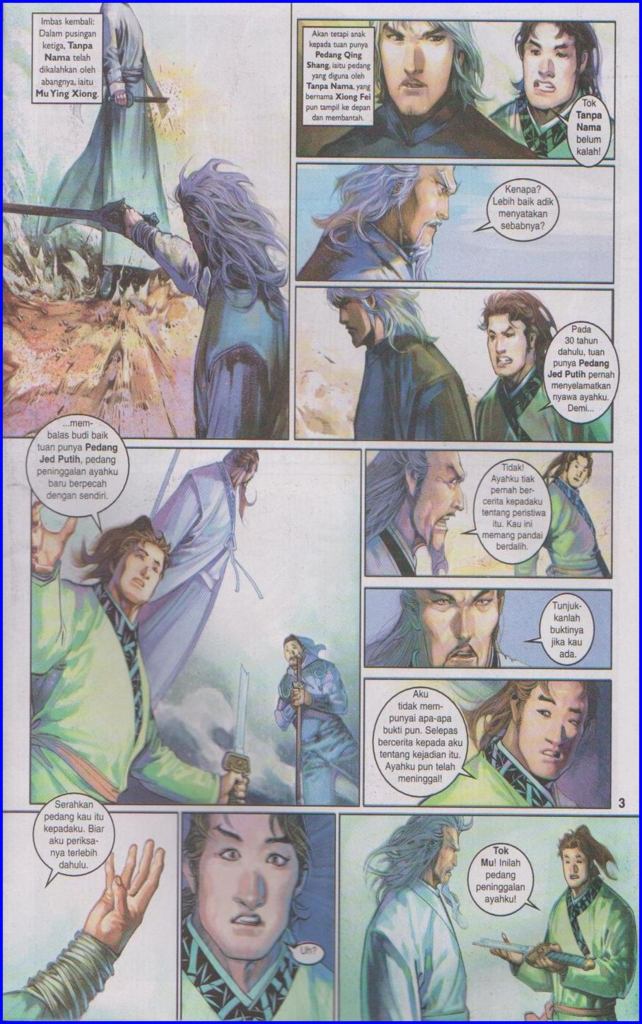 Imbas kembali:
Dalam pusingan
ketiga, Tanpa
Nama telah
dikalahkan oleh
abangnya, iaitu
Mu Ying Xiong.
Akan tetapi anak
kepada tuan punya
Pedang Qing
Shang, iaitu pedang
yang diguna oleh
Tanpa Nama, yang
bernama Xiong Fei
pun tampil ke depan
dan membantah.
Tok
Tanpa
Nama
belum
kalah!
Kenapa?
Lebih baik adik
menyatakan
sebabnya?
Pada
30 tahun
dahulu, tuan
punya Pedang
Jed Putih pernah
menyelamatkan
nyawa ayahku.
Demi...
...mem-
balas budi baik
tuan punya Pedang
Jed Putih, pedang
peninggalan ayahku
baru berpecah
dengan sendiri.
Tidak!
Ayahku tiak
pernah ber-
cerita kepadaku
tentang peristiwa
itu. Kau ini
memang pandai
berdalih.
Tunjuk-
kanlah
buktinya
jika kau
ada.
Aku
tidak mem-
punyai apa-apa
bukti pun. Selepas
bercerita kepada aku
tentang kejadian itu.
Ayahku pun telah
meninggal!
3
Serahkan
pedang kau itu
kepadaku. Biar
aku periksa-
nya terlebih
dahulu.
Uh?
Tok
Mu! Inilah
pedang
peninggalan
ayahku!